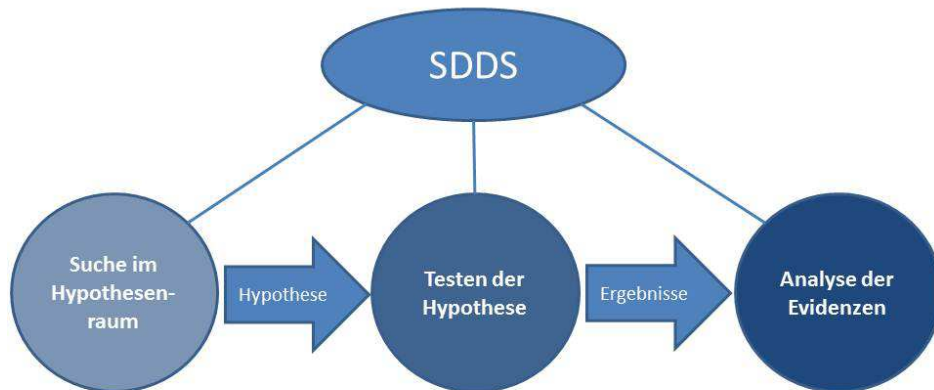 SDDS
Suche im
Hypothesen-
raum
Hypothese
Testen der
Hypothese
Ergebnisse
Analyse der
Evidenzen